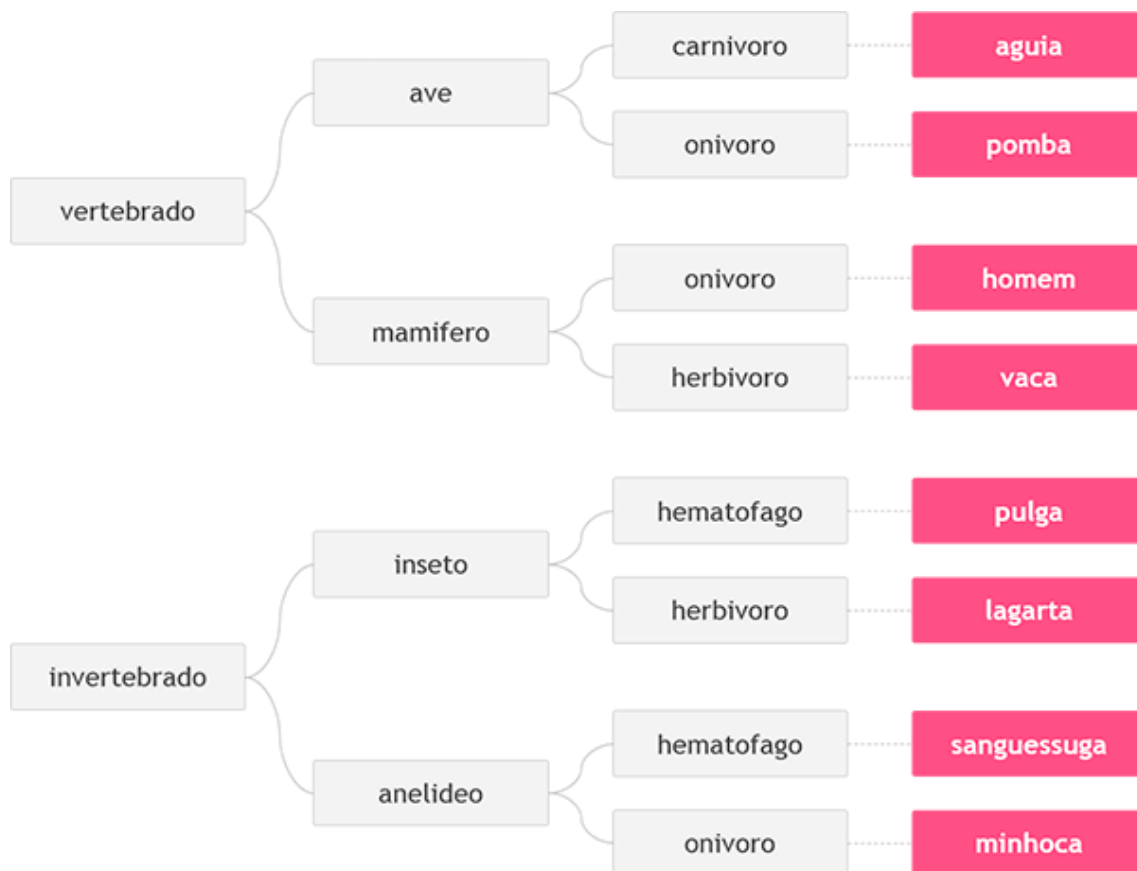 carnivoro
aguia
ave
onivoro
pomba
vertebrado
onivoro
homem
mamifero
herbivoro
vaca
hematofago
pulga
inseto
herbivoro
lagarta
invertebrado
hematofago
sanguessuga
anelideo
onivoro
minhoca